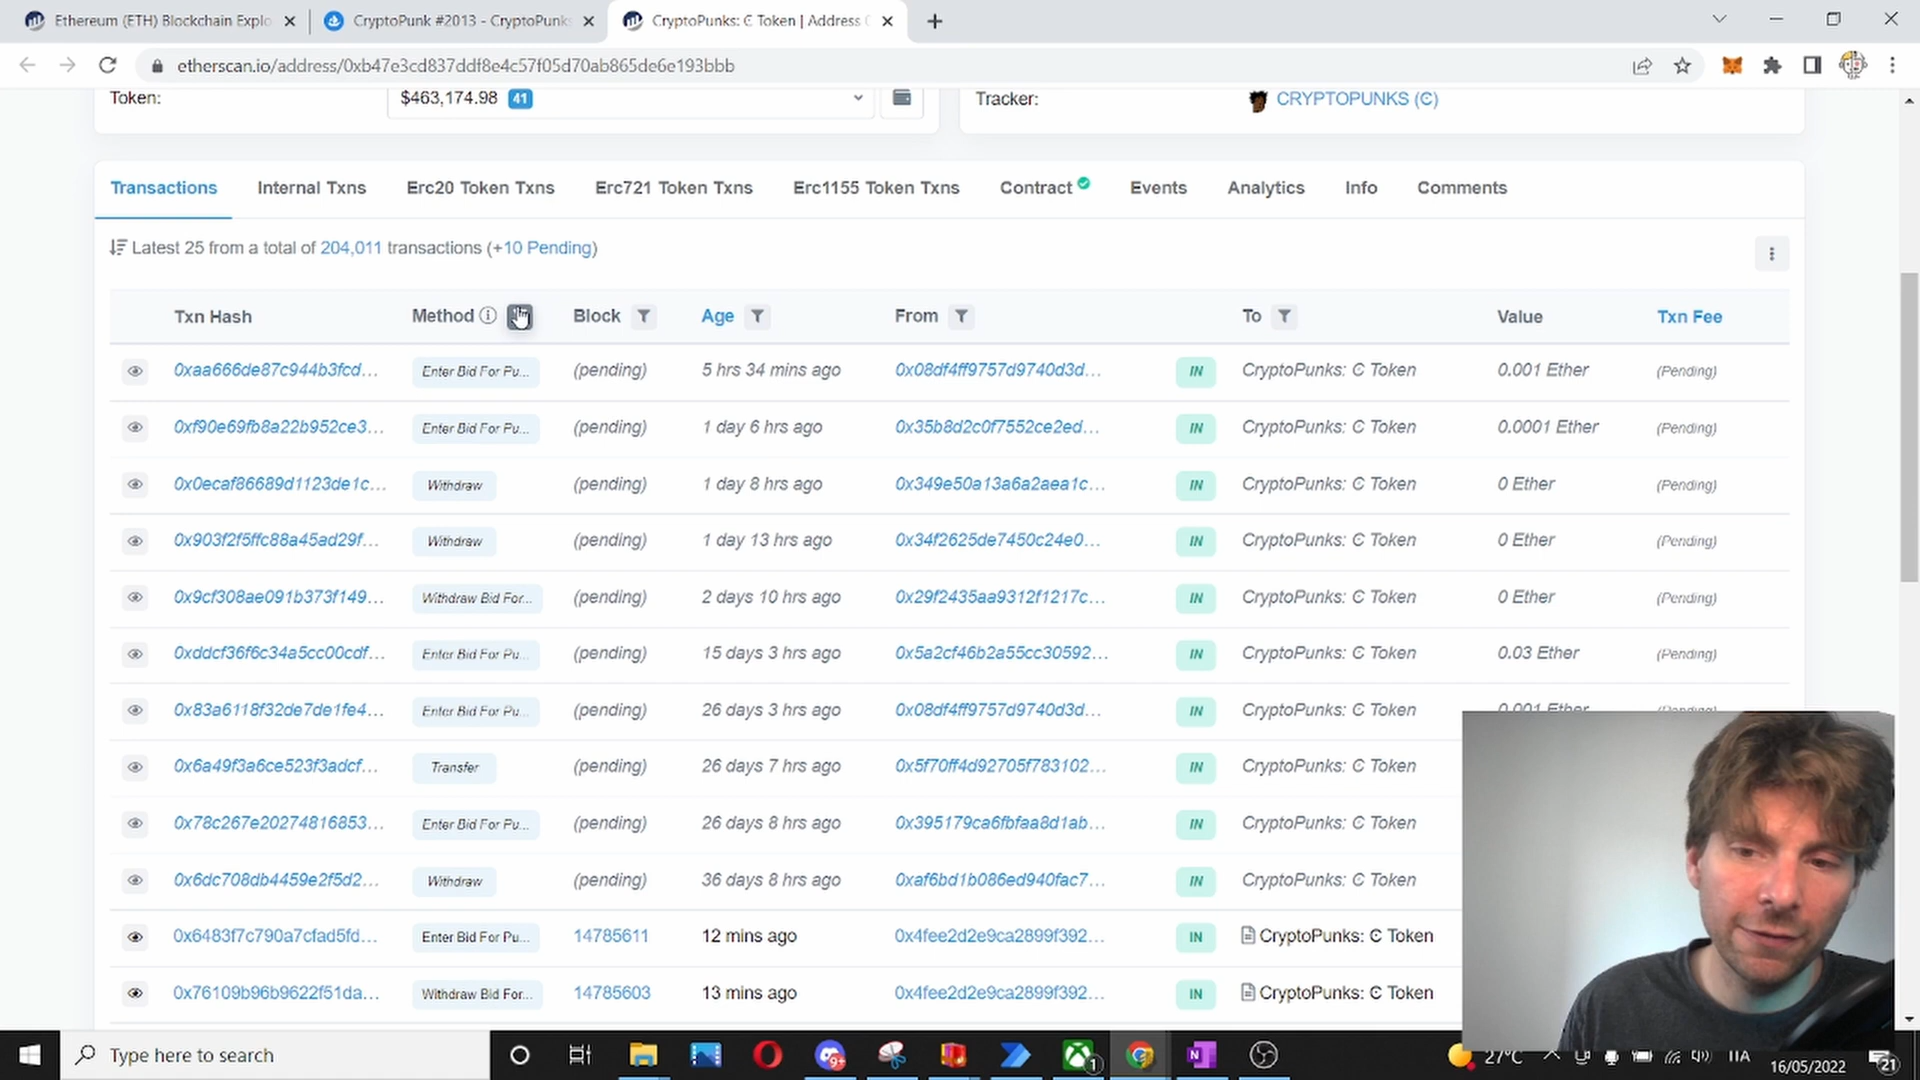 Ethereum (ETH) Blockchain Explo
CryptoPunk #2013 - CryptoPunks
CryptoPunks: Ͼ Token | Address
etherscan.io/address/0xb47e3cd837ddf8e4c57f05d70ab865de6e193bbb
Token: $463,174.98 41
Tracker: CRYPTOPUNKS (Ͼ)
Transactions Internal Txns Erc20 Token Txns Erc721 Token Txns Erc1155 Token Txns Contract Events Analytics Info Comments
Latest 25 from a total of 204,011 transactions (+10 Pending)
Txn Hash Method Block Age From To Value Txn Fee
0xaa666de87c944b3fcd... Enter Bid For Pu... (pending) 5 hrs 34 mins ago 0x08df4ff9757d9740d3d... IN CryptoPunks: Ͼ Token 0.001 Ether (Pending)
0xf90e69fb8a22b952ce3... Enter Bid For Pu... (pending) 1 day 6 hrs ago 0x35b8d2c0f7552ce2ed... IN CryptoPunks: Ͼ Token 0.0001 Ether (Pending)
0x0ecaf86689d1123de1c... Withdraw (pending) 1 day 8 hrs ago 0x349e50a13a6a2aea1c... IN CryptoPunks: Ͼ Token 0 Ether (Pending)
0x903f2f5ffc88a45ad29f... Withdraw (pending) 1 day 13 hrs ago 0x34f2625de7450c24e0... IN CryptoPunks: Ͼ Token 0 Ether (Pending)
0x9cf308ae091b373f149... Withdraw Bid For... (pending) 2 days 10 hrs ago 0x29f2435aa9312f1217c... IN CryptoPunks: Ͼ Token 0 Ether (Pending)
0xddcf36f6c34a5cc00cdf... Enter Bid For Pu... (pending) 15 days 3 hrs ago 0x5a2cf46b2a55cc30592... IN CryptoPunks: Ͼ Token 0.03 Ether (Pending)
0x83a6118f32de7de1fe4... Enter Bid For Pu... (pending) 26 days 3 hrs ago 0x08df4ff9757d9740d3d... IN CryptoPunks: Ͼ Token 0.001 Ether (Pending)
0x6a49f3a6ce523f3adcf... Transfer (pending) 26 days 7 hrs ago 0x5f70ff4d92705f783102... IN CryptoPunks: Ͼ Token
0x78c267e20274816853... Enter Bid For Pu... (pending) 26 days 8 hrs ago 0x395179ca6fbfaa8d1ab... IN CryptoPunks: Ͼ Token
0x6dc708db4459e2f5d2... Withdraw (pending) 36 days 8 hrs ago 0xaf6bd1b086ed940fac7... IN CryptoPunks: Ͼ Token
0x6483f7c790a7cfad5fd... Enter Bid For Pu... 14785611 12 mins ago 0x4fee2d2e9ca2899f392... IN CryptoPunks: Ͼ Token
0x76109b96b9622f51da... Withdraw Bid For... 14785603 13 mins ago 0x4fee2d2e9ca2899f392... IN CryptoPunks: Ͼ Token
Type here to search 9+ 1 27°C ITA 21
16/05/2022